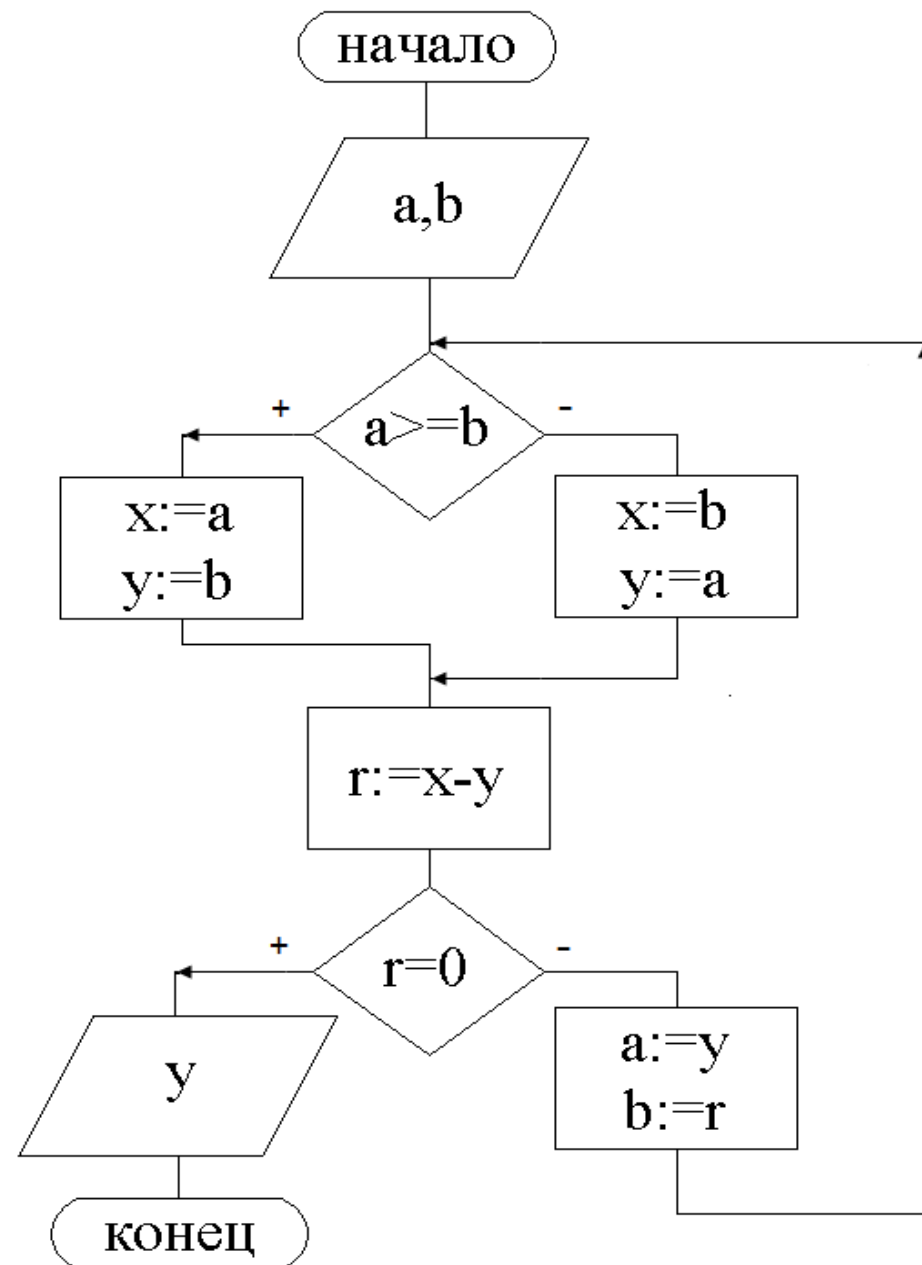 начало
a,b
+
a>=b
-
x:=a
y:=b
x:=b
y:=a
r:=x-y
+
r=0
-
y
a:=y
b:=r
конец